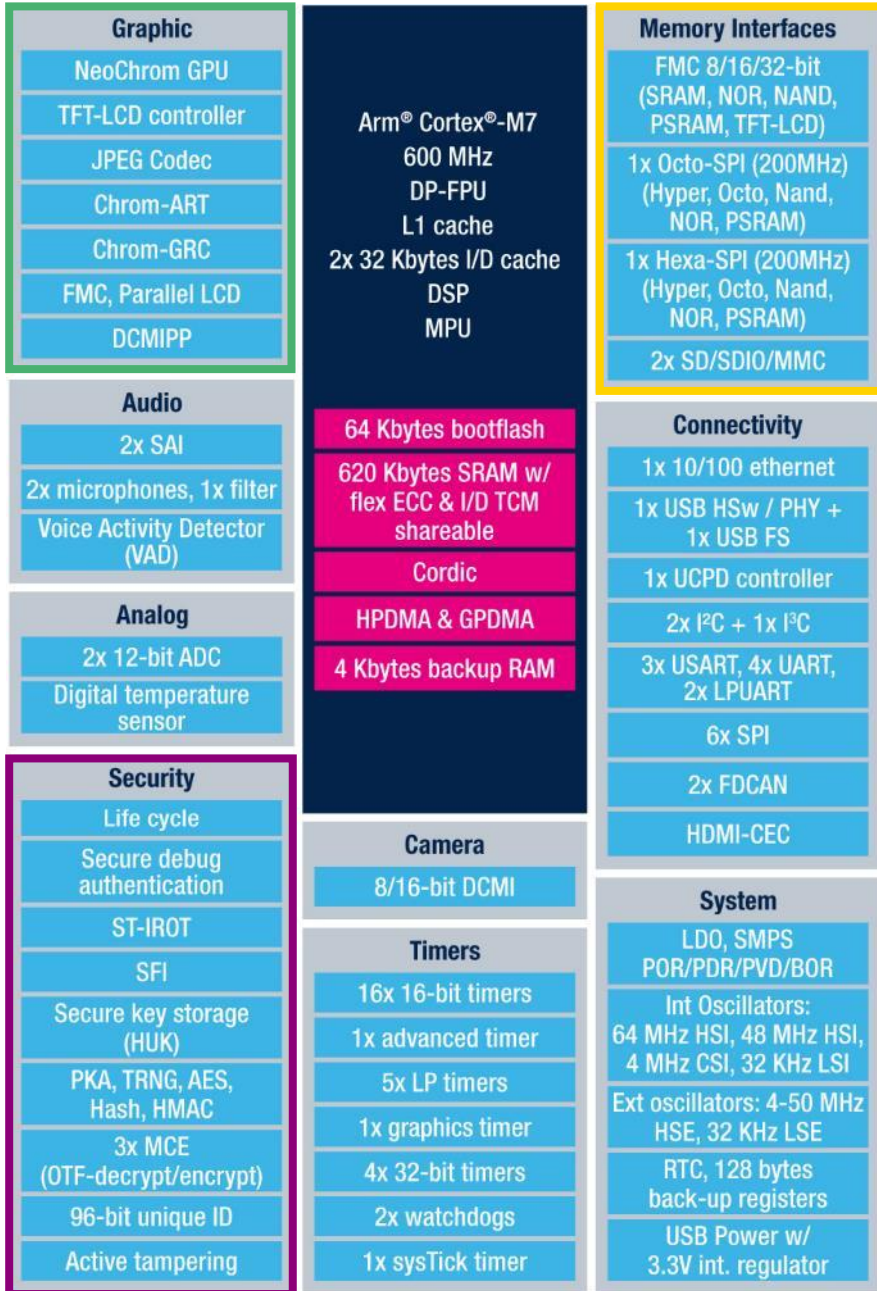 Graphic
NeoChrom GPU
TFT-LCD controller
JPEG Codec
Chrom-ART
Chrom-GRC
FMC, Parallel LCD
DCMIPP
Audio
2x SAI
2x microphones, 1x filter
Voice Activity Detector
(VAD)
Analog
2x 12-bit ADC
Digital temperature
sensor
Security
Life cycle
Secure debug
authentication
ST-IROT
SFI
Secure key storage
(HUK)
PKA, TRNG, AES,
Hash, HMAC
3x MCE
(OTF-decrypt/encrypt)
96-bit unique ID
Active tampering
Arm® Cortex®-M7
600 MHz
DP-FPU
L1 cache
2x 32 Kbytes I/D cache
DSP
MPU
64 Kbytes bootflash
620 Kbytes SRAM w/
flex ECC & I/D TCM
shareable
Cordic
HPDMA & GPDMA
4 Kbytes backup RAM
Camera
8/16-bit DCMI
Timers
16x 16-bit timers
1x advanced timer
5x LP timers
1x graphics timer
4x 32-bit timers
2x watchdogs
1x sysTick timer
Memory Interfaces
FMC 8/16/32-bit
(SRAM, NOR, NAND,
PSRAM, TFT-LCD)
1x Octo-SPI (200MHz)
(Hyper, Octo, Nand,
NOR, PSRAM)
1x Hexa-SPI (200MHz)
(Hyper, Octo, Nand,
NOR, PSRAM)
2x SD/SDIO/MMC
Connectivity
1x 10/100 ethernet
1x USB HSw / PHY +
1x USB FS
1x UCPD controller
2x I²C + 1x I³C
3x USART, 4x UART,
2x LPUART
6x SPI
2x FDCAN
HDMI-CEC
System
LDO, SMPS
POR/PDR/PVD/BOR
Int Oscillators:
64 MHz HSI, 48 MHz HSI,
4 MHz CSI, 32 KHz LSI
Ext oscillators: 4-50 MHz
HSE, 32 KHz LSE
RTC, 128 bytes
back-up registers
USB Power w/
3.3V int. regulator